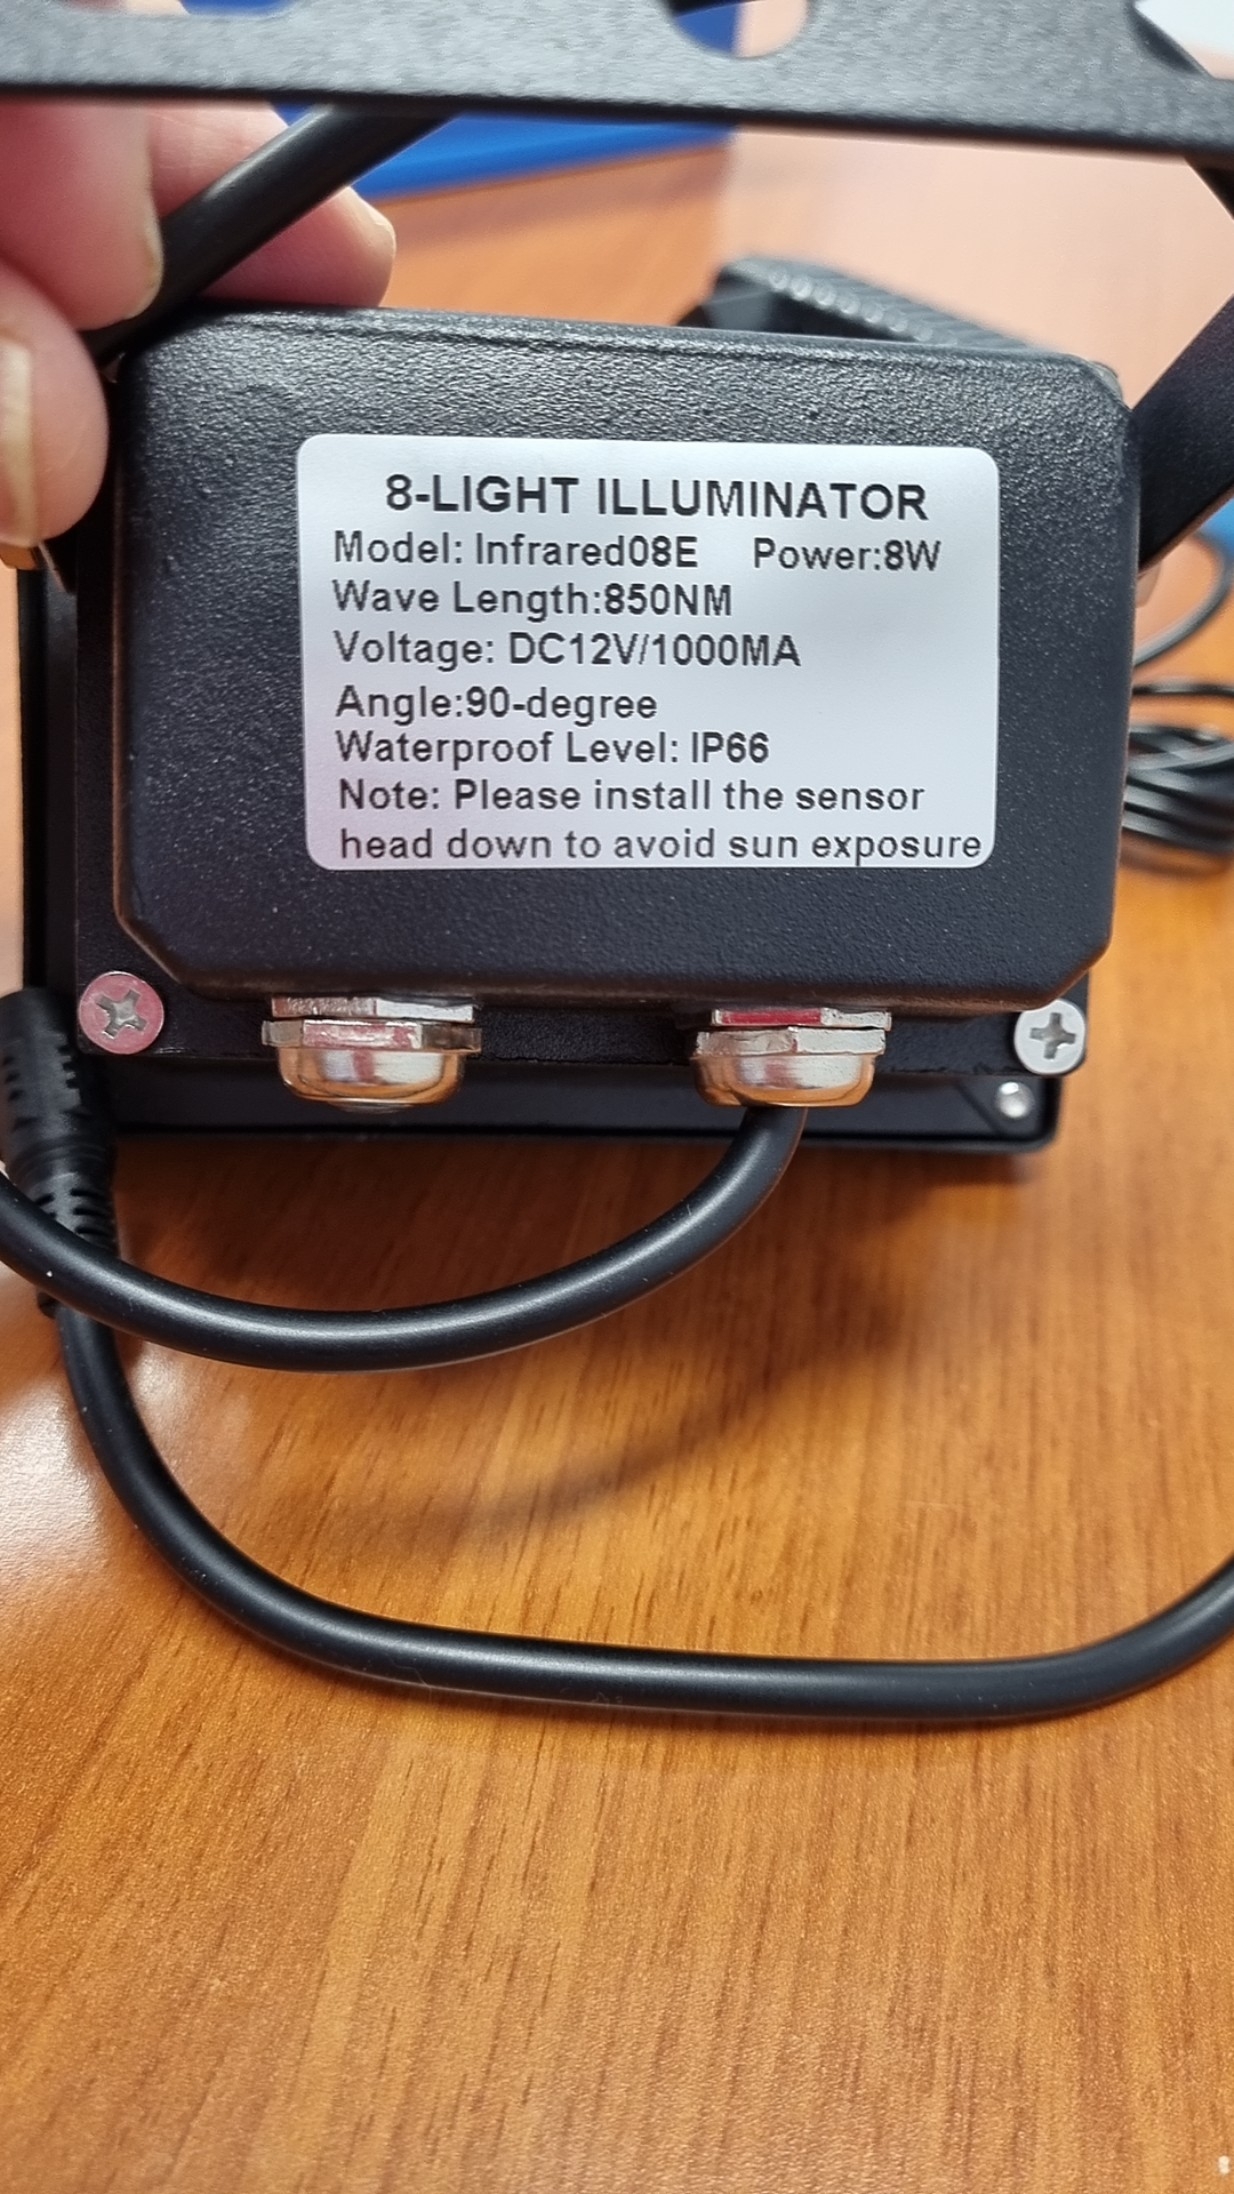 8-LIGHT ILLUMINATOR
Model: Infrared08E Power:8W
Wave Length:850NM
Voltage: DC12V/1000MA
Angle:90-degree
Waterproof Level: IP66
Note: Please install the sensor
head down to avoid sun exposure